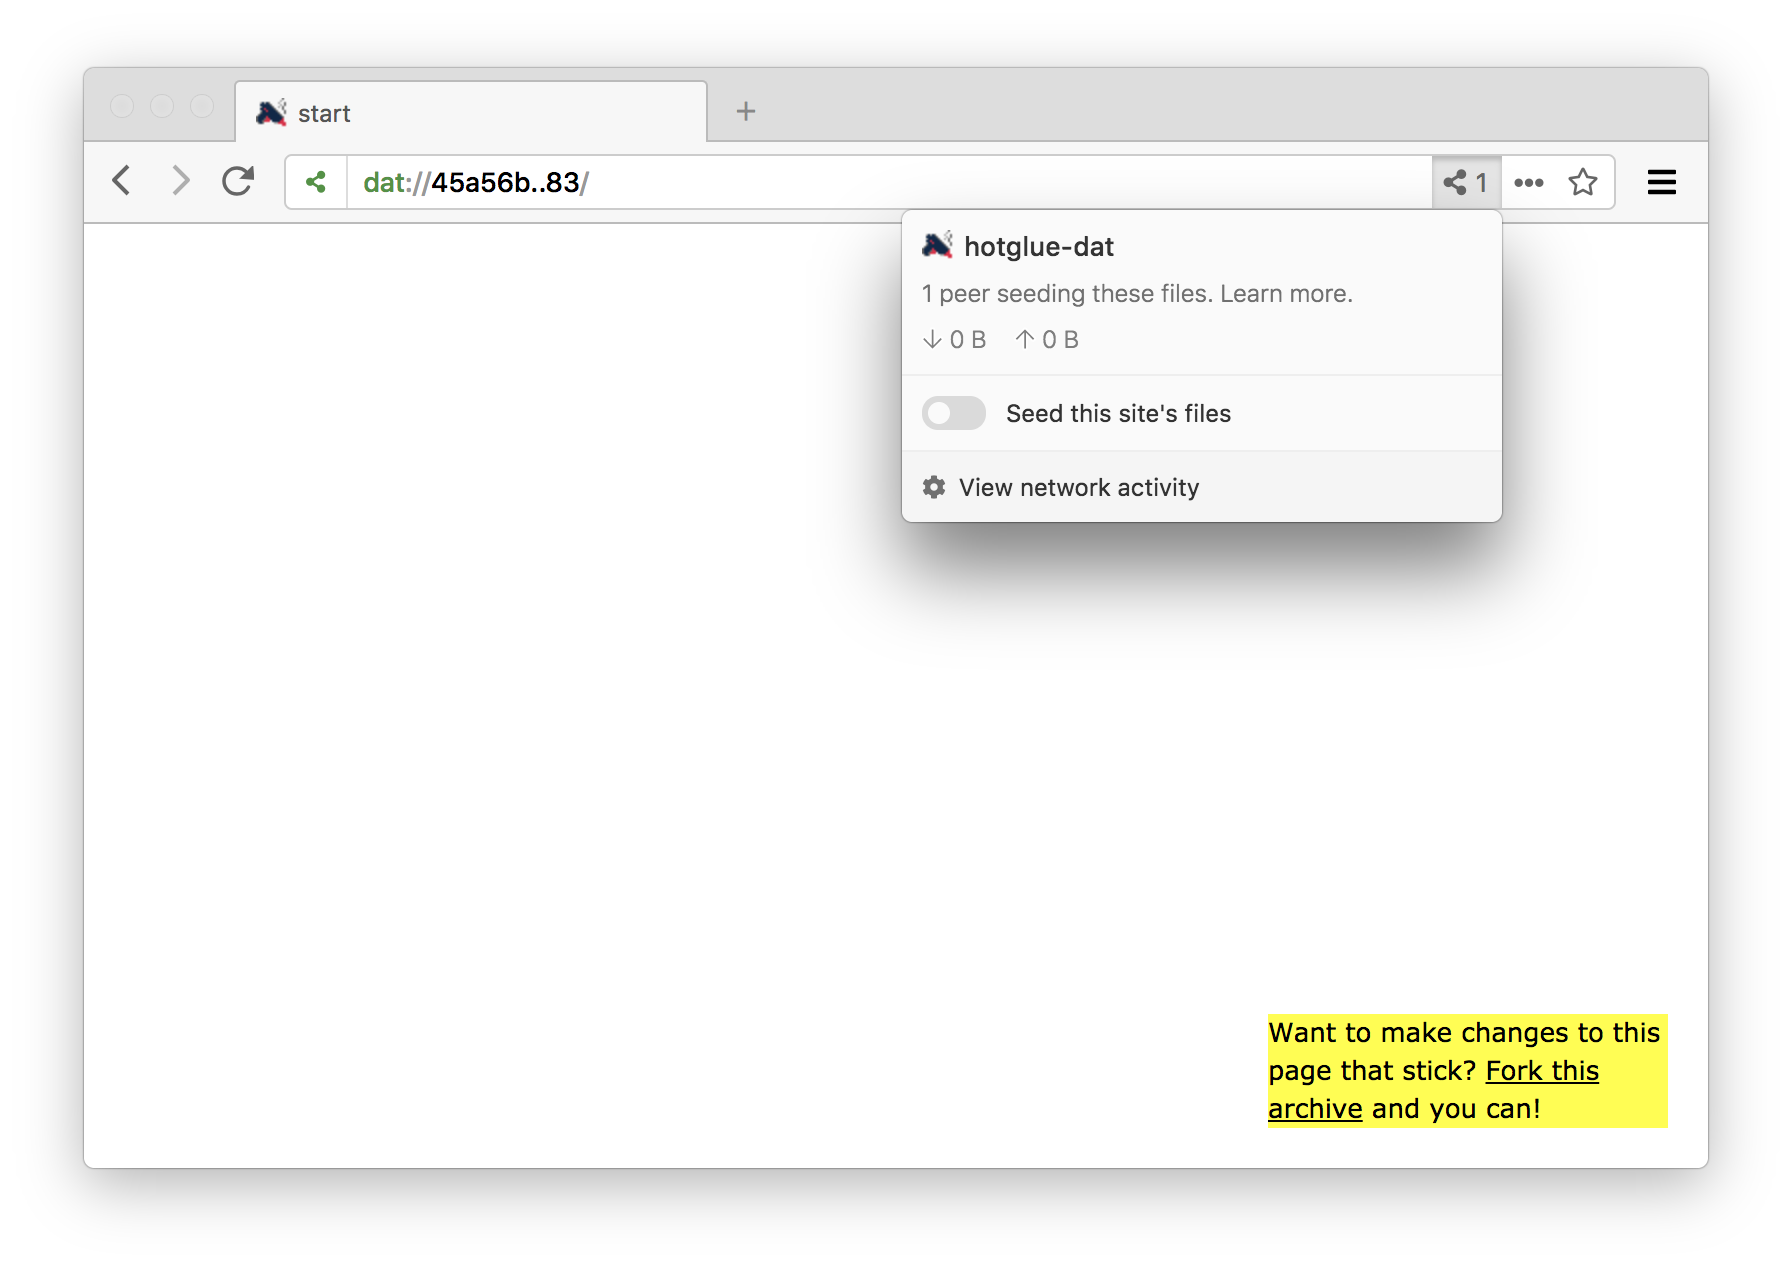 start
dat://45a56b..83/
1
hotglue-dat
1 peer seeding these files. Learn more.
↓ 0 B ↑ 0 B
Seed this site's files
View network activity
Want to make changes to this
page that stick? Fork this
archive and you can!